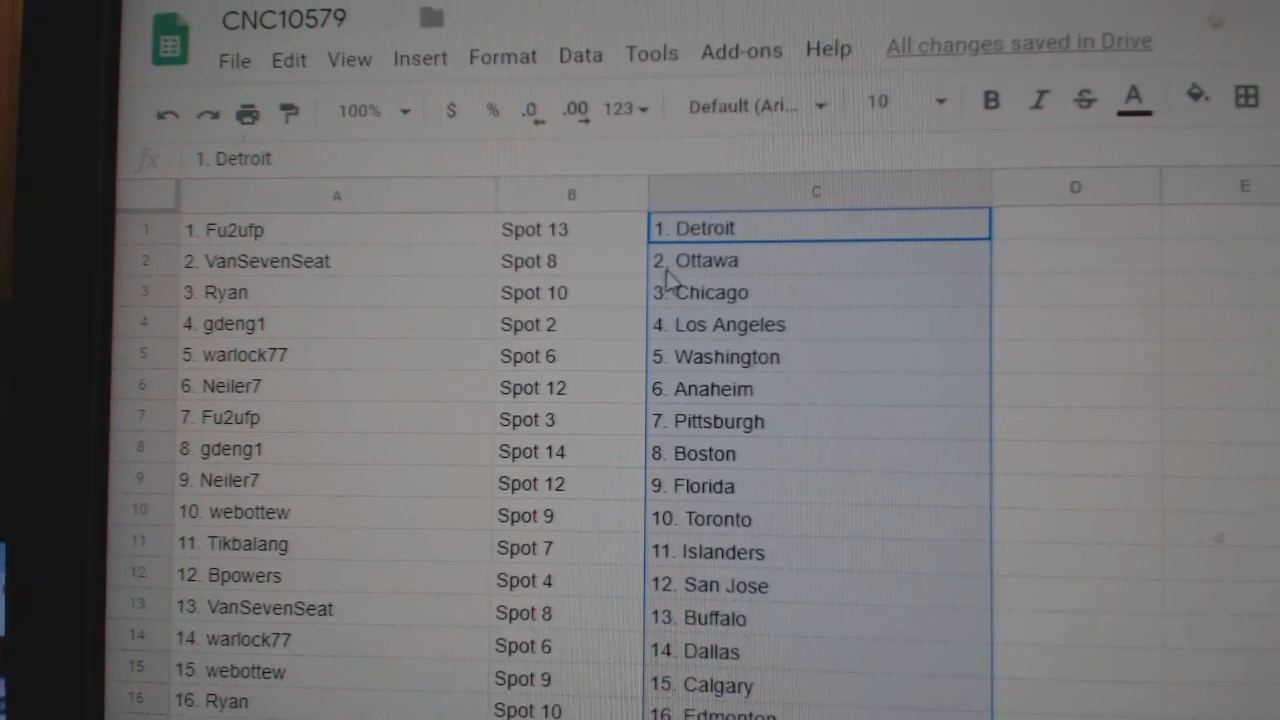 CNC10579
File Edit View Insert Format Data Tools Add-ons Help All changes saved in Drive
100% $ % .0 .00 123 Default (Ari... 10 B I S A
fx 1. Detroit
A B C D E
1 1. Fu2ufp Spot 13 1. Detroit
2 2. VanSevenSeat Spot 8 2. Ottawa
3 3. Ryan Spot 10 3. Chicago
4 4. gdeng1 Spot 2 4. Los Angeles
5 5. warlock77 Spot 6 5. Washington
6 6. Neiler7 Spot 12 6. Anaheim
7 7. Fu2ufp Spot 3 7. Pittsburgh
8 8. gdeng1 Spot 14 8. Boston
9 9. Neiler7 Spot 12 9. Florida
10 10. webottew Spot 9 10. Toronto
11 11. Tikbalang Spot 7 11. Islanders
12 12. Bpowers Spot 4 12. San Jose
13 13. VanSevenSeat Spot 8 13. Buffalo
14 14. warlock77 Spot 6 14. Dallas
15 15. webottew Spot 9 15. Calgary
16 16. Ryan Spot 10 16. Edmonton